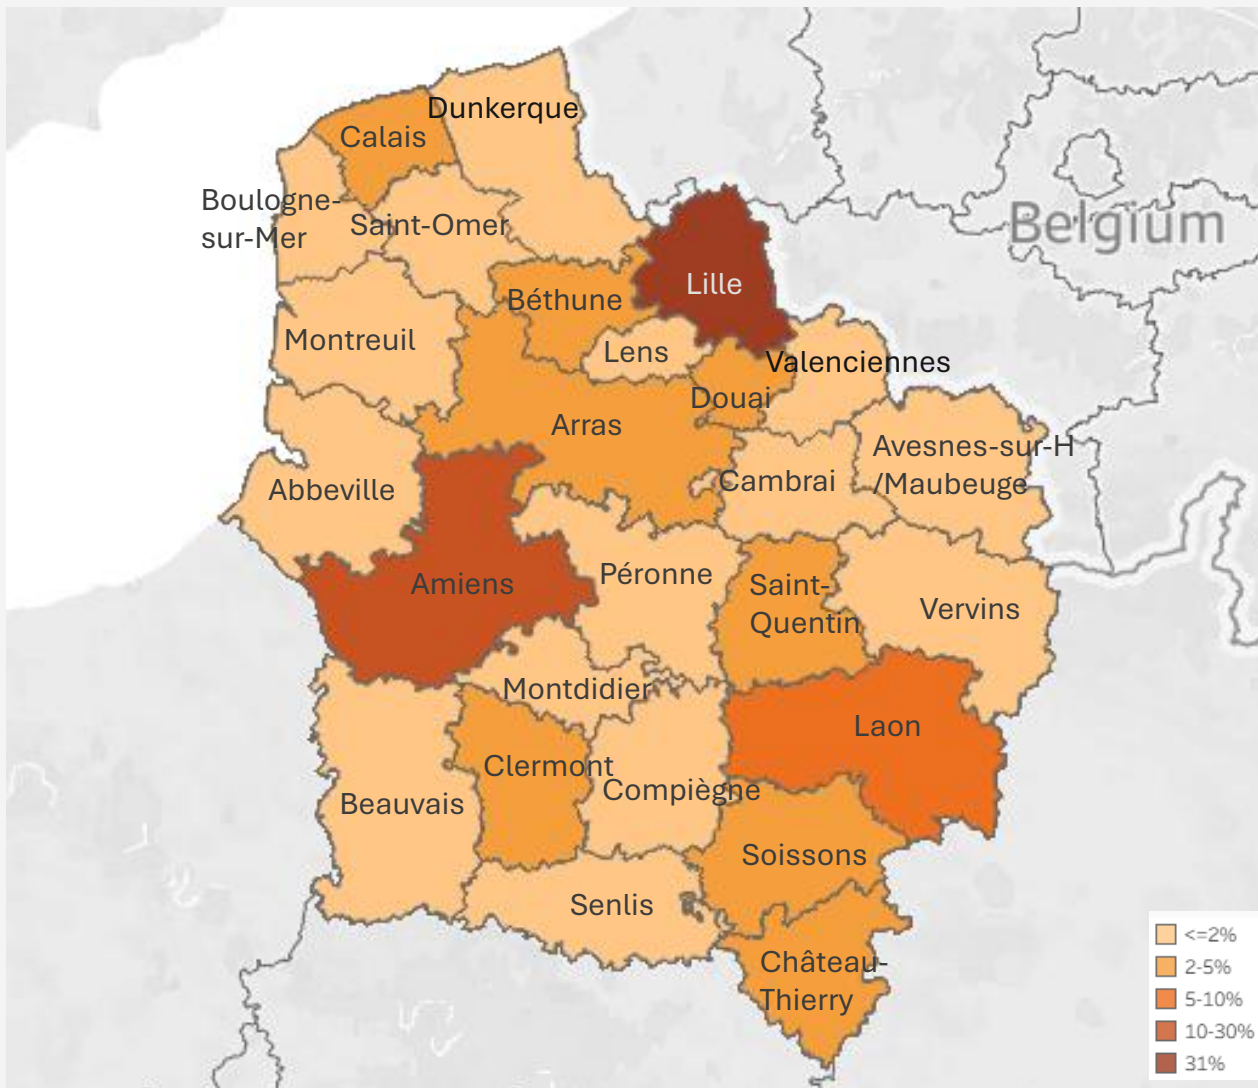 Dunkerque
Calais
Boulogne-
sur-Mer
Saint-Omer
Belgium
Lille
Béthune
Montreuil
Lens
Valenciennes
Douai
Arras
Avesnes-sur-H
/Maubeuge
Cambrai
Abbeville
Amiens
Péronne
Saint-
Quentin
Vervins
Montdidier
Laon
Clermont
Compiègne
Beauvais
Soissons
Senlis
Château-
Thierry
<=2%
2-5%
5-10%
10-30%
31%